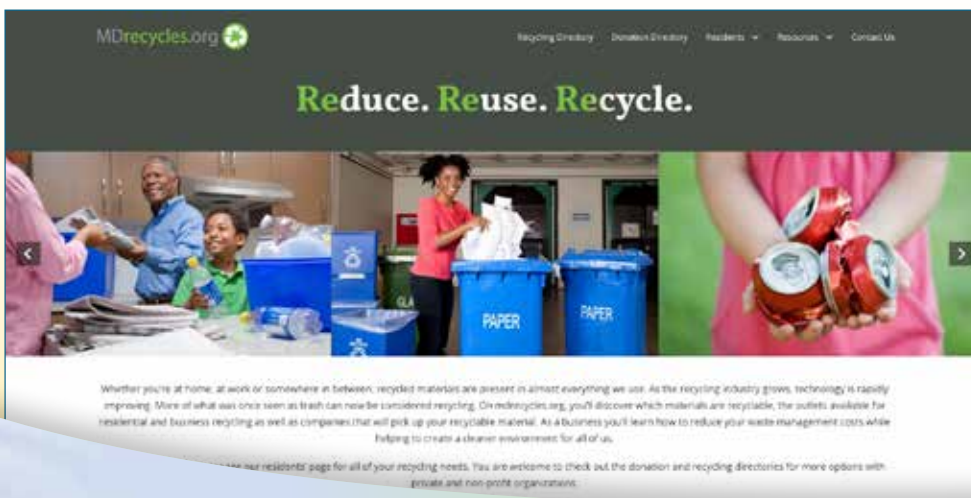 MDrecycles.org
Recycling Directory Donation Directory Residents Resources Contact Us
Reduce. Reuse. Recycle.
PAPER
PAPER
Whether you're at home, at work or somewhere in between, recycled materials are present in almost everything we use. As the recycling industry grows, technology is rapidly
improving. More of what was once seen as trash can now be considered recycling. On mdrecycles.org, you'll discover which materials are recyclable, the outlets available for
residential and business recycling as well as companies that will pick up your recyclable material. As a business you'll learn how to reduce your waste management costs while
helping to create a cleaner environment for all of us.
our residents' page for all of your recycling needs. You are welcome to check out the donation and recycling directories for more options with
private and non-profit organizations.